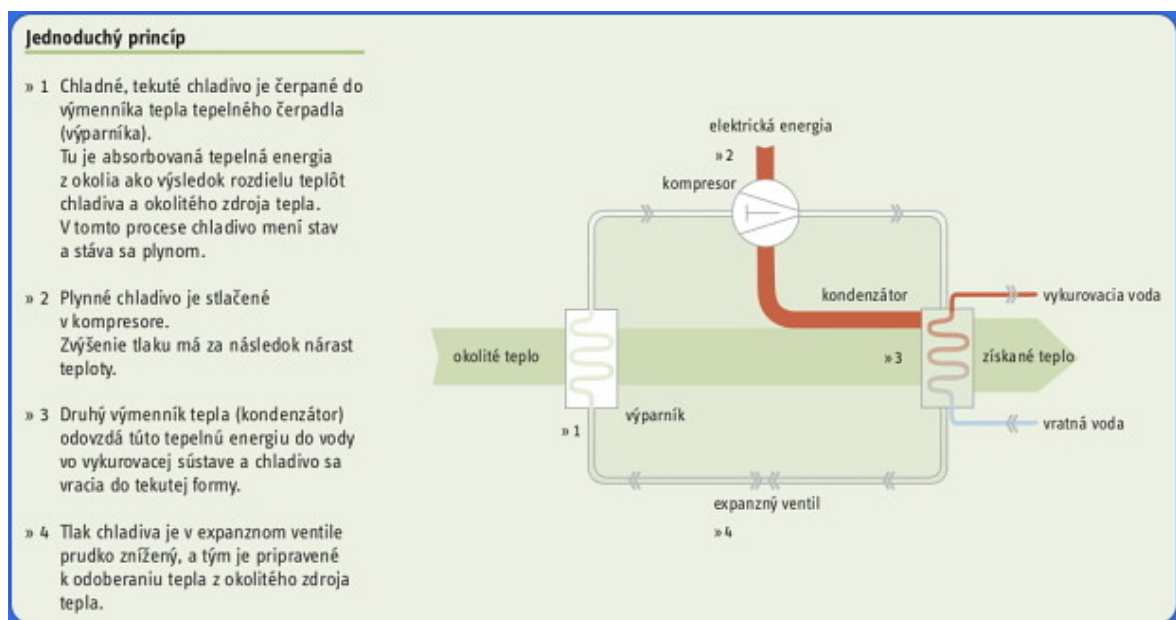 Jednoduchý princíp
» 1 Chladné, tekuté chladivo je čerpané do
výmenníka tepla tepelného čerpadla
(výparníka).
Tu je absorbovaná tepelná energia
z okolia ako výsledok rozdielu teplôt
chladiva a okolitého zdroja tepla.
V tomto procese chladivo mení stav
a stáva sa plynom.
» 2 Plynné chladivo je stlačené
v kompresore.
Zvýšenie tlaku má za následok nárast
teploty.
» 3 Druhý výmenník tepla (kondenzátor)
odovzdá túto tepelnú energiu do vody
vo vykurovacej sústave a chladivo sa
vracia do tekutej formy.
» 4 Tlak chladiva je v expanznom ventile
prudko znížený, a tým je pripravené
k odoberaniu tepla z okolitého zdroja
tepla.
elektrická energia
» 2
kompresor
kondenzátor
vykurovacia voda
okolité teplo
» 3
získané teplo
výparník
» 1
vratná voda
expanzný ventil
» 4